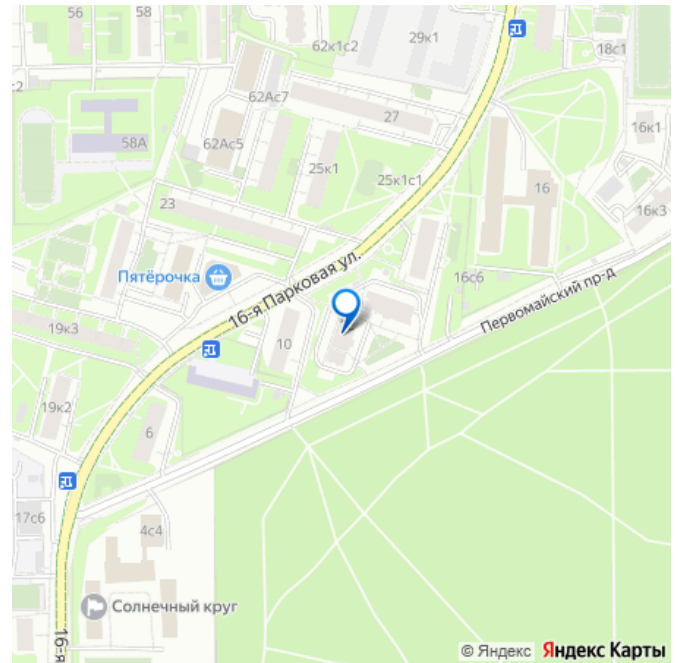 56
58
62к1с2
29к1
18с1
с2
62Ас7
27
16к1
58А
62Ас5
25к1
25к1с1
16
16к3
23
Пятёрочка
16-я Парковая ул.
16с6
Первомайский пр-д
19к3
10
19к2
6
17с6
4с4
Солнечный круг
16-я
© Яндекс Яндекс Карты